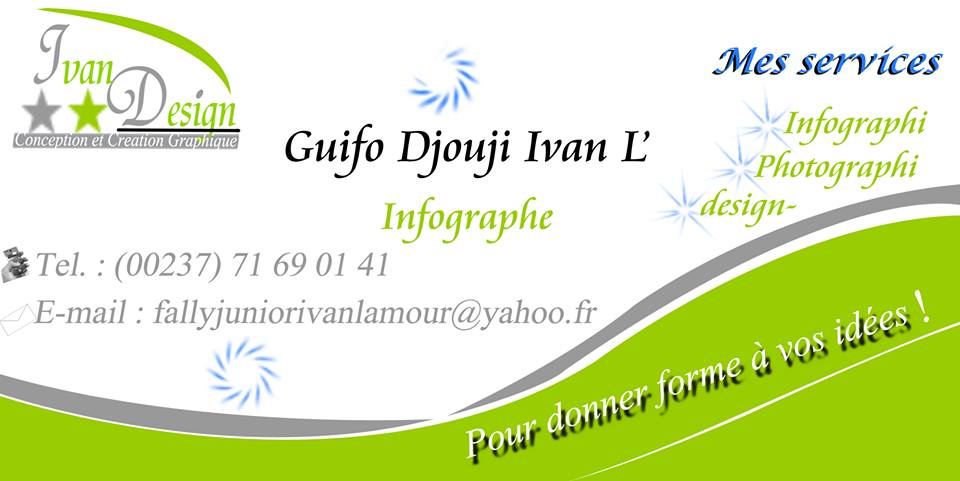 Ivan
Design
Conception et Creation Graphique
Mes services
Guifo Djouji Ivan L'
Infographe
Infographi
Photographi
design-
Tel. : (00237) 71 69 01 41
E-mail : fallyjuniorivanlamour@yahoo.fr
Pour donner forme à vos idées !